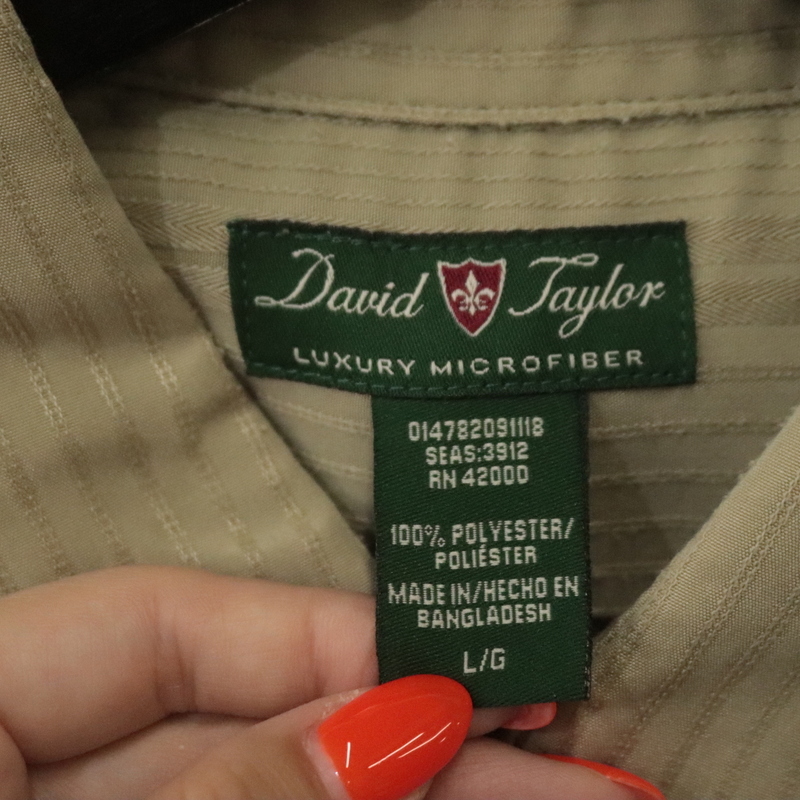 David Taylor
LUXURY MICROFIBER
014782091118
SEAS:3912
RN 42000
100% POLYESTER/
POLIÉSTER
MADE IN/HECHO EN
BANGLADESH
L/G